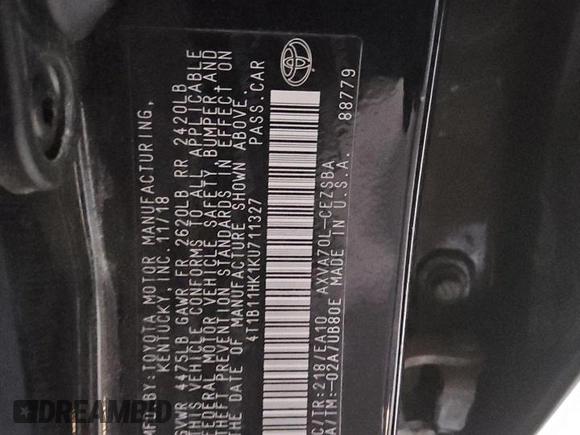 MFD.BY:TOYOTA MOTOR MANUFACTURING,
KENTUCKY,INC.11/18
GVWR 4475LB GAWR FR 2620LB RR 2420LB
THIS VEHICLE CONFORMS TO ALL APPLICABLE
FEDERAL MOTOR VEHICLE SAFETY BUMPER AND
THEFT PREVENTION STANDARDS IN EFFECT ON
THE DATE OF MANUFACTURE SHOWN ABOVE.
4T1B11HK1KU711327 PASS.CAR
C/TR:218/EA10 AXVA70L-CEZSBA
A/TM:-02A/UB80E MADE IN U.S.A.
88779
DREAMBID